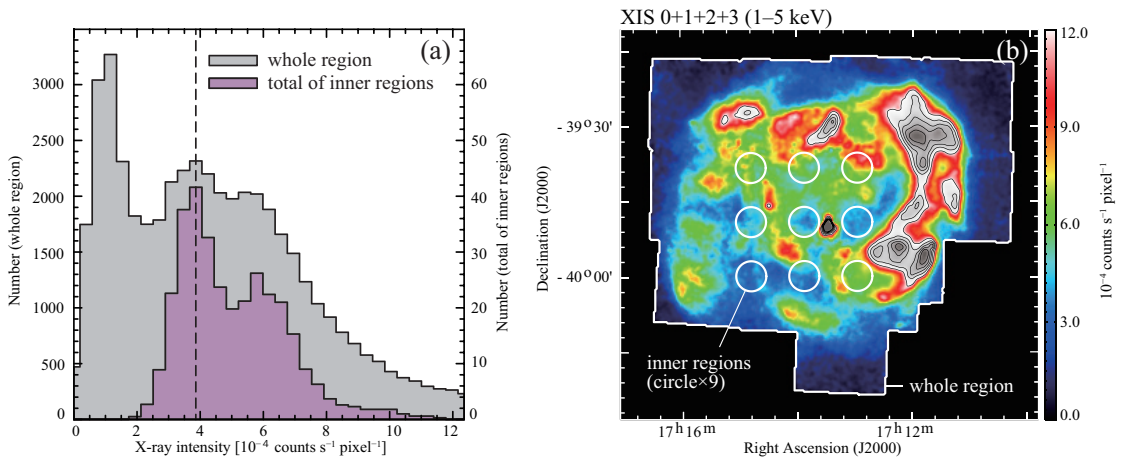 (a)
whole region
total of inner regions
Number (whole region)
3000
2500
2000
1500
1000
500
0
Number (total of inner regions)
60
50
40
30
20
10
0
0 2 4 6 8 10 12
X-ray intensity [10⁻⁴ counts s⁻¹ pixel⁻¹]
XIS 0+1+2+3 (1–5 keV)
(b)
Declination (J2000)
- 39°30'
- 40°00'
inner regions
(circle×9)
whole region
17ʰ16ᵐ 17ʰ12ᵐ
Right Ascension (J2000)
12.0
9.0
6.0
3.0
0.0
10⁻⁴ counts s⁻¹ pixel⁻¹